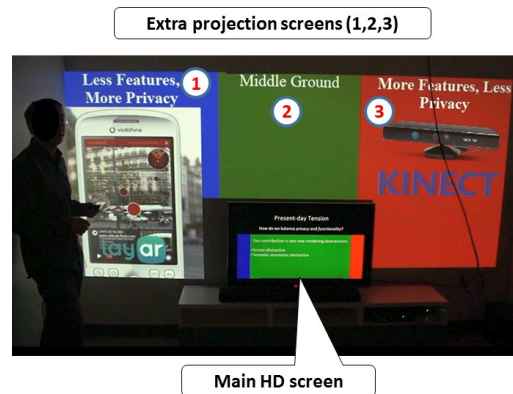 Extra projection screens (1,2,3)
Less Features,
More Privacy
1
Middle Ground
2
More Features, Less
Privacy
3
vodafone
layar
KINECT
Present-day Tension
How do we balance privacy and functionality?
Our contribution is two new rendering abstractions:
Main HD screen